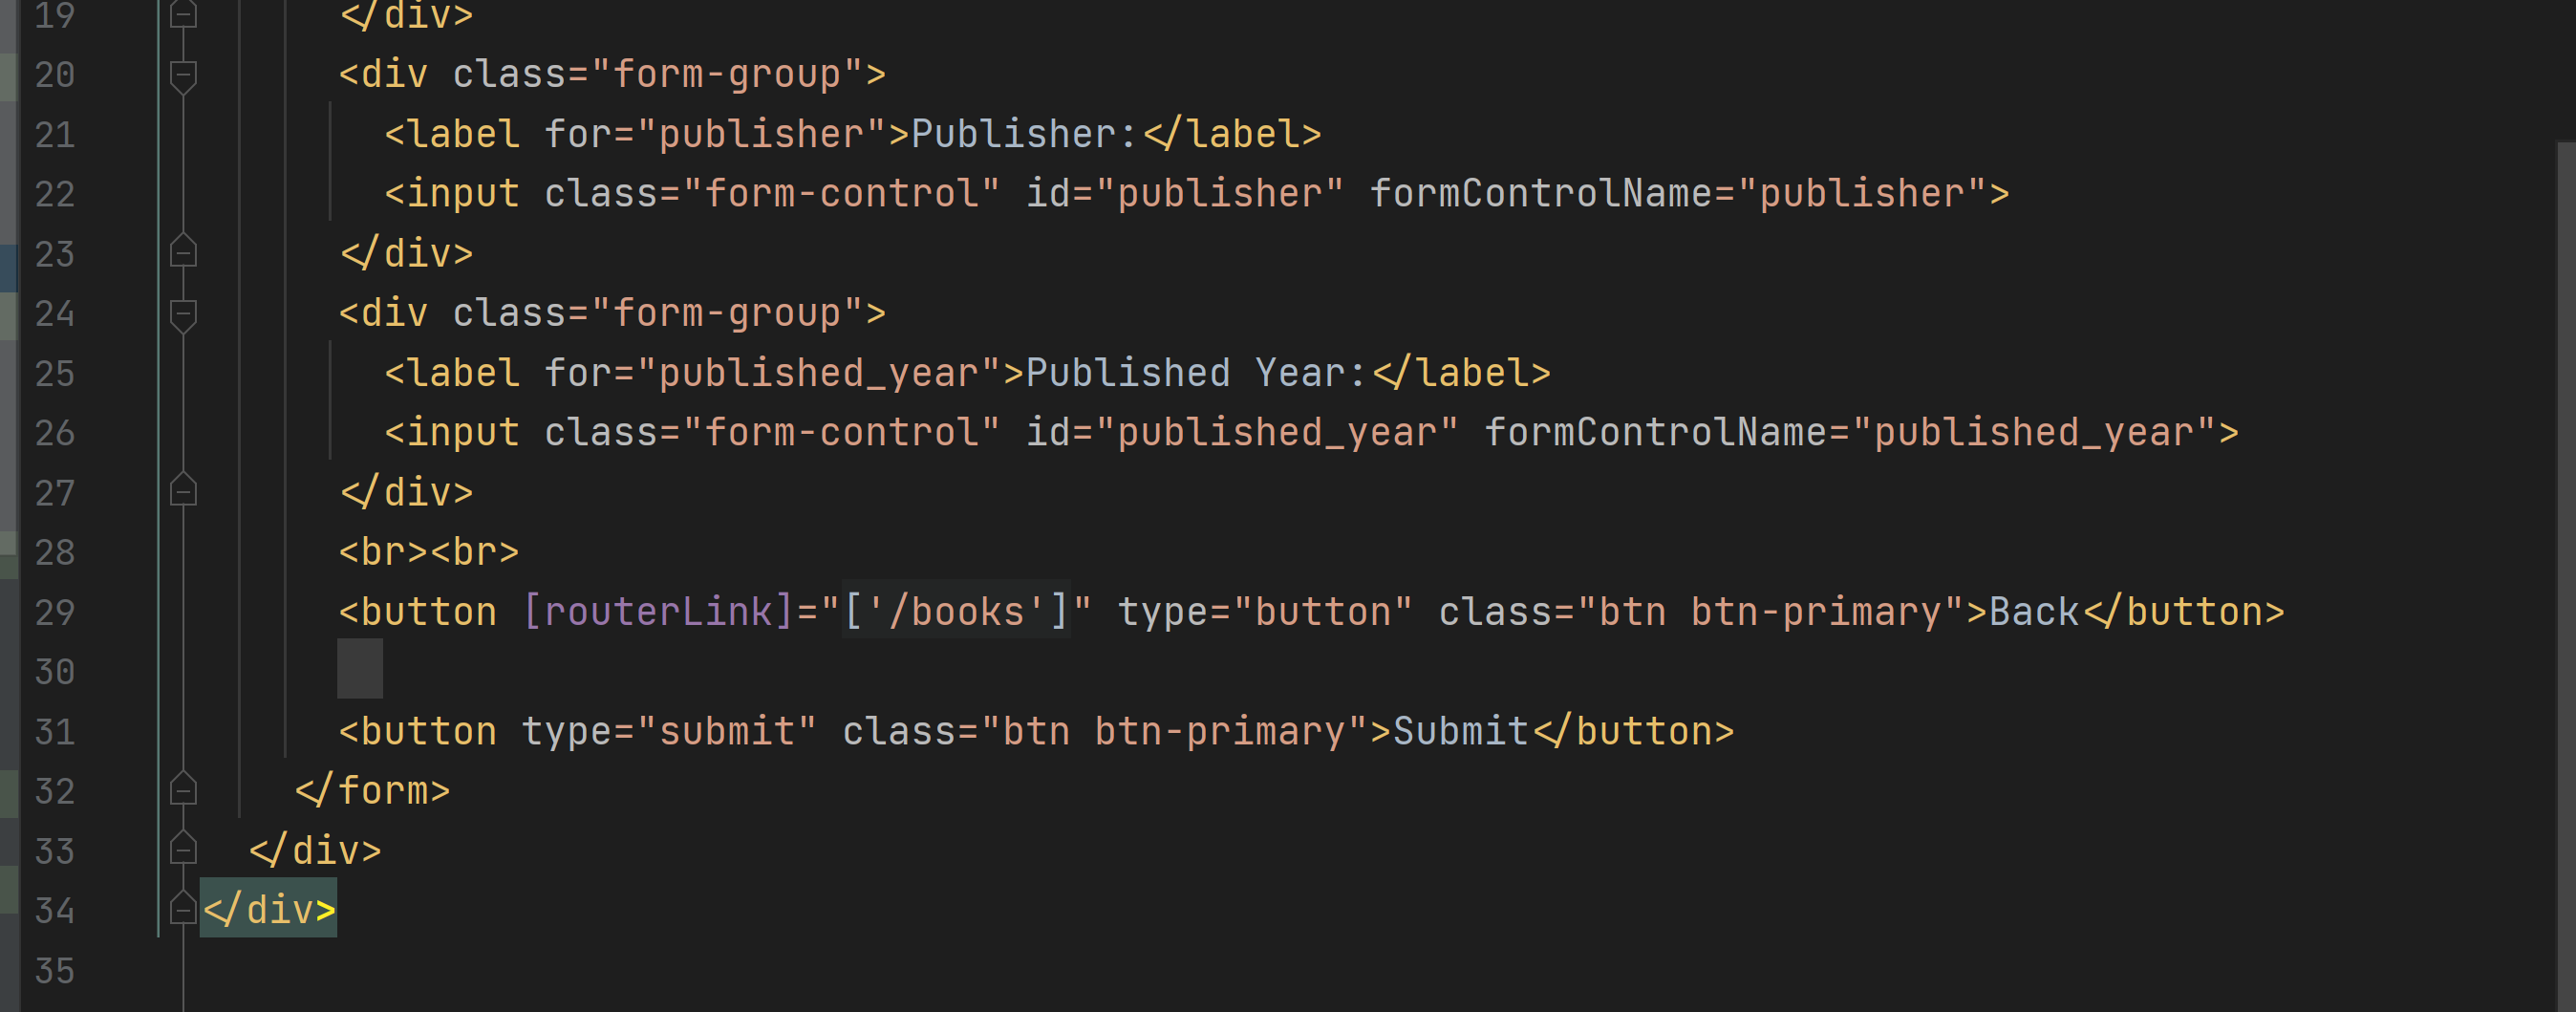 19 </div>
20 <div class="form-group">
21 <label for="publisher">Publisher:</label>
22 <input class="form-control" id="publisher" formControlName="publisher">
23 </div>
24 <div class="form-group">
25 <label for="published_year">Published Year:</label>
26 <input class="form-control" id="published_year" formControlName="published_year">
27 </div>
28 <br><br>
29 <button [routerLink]="['/books']" type="button" class="btn btn-primary">Back</button>
30
31 <button type="submit" class="btn btn-primary">Submit</button>
32 </form>
33 </div>
34 </div>
35